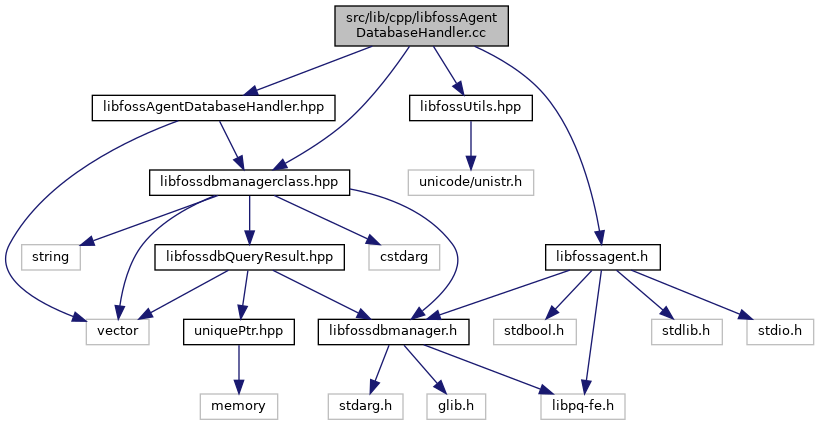 src/lib/cpp/libfossAgent
DatabaseHandler.cc
libfossAgentDatabaseHandler.hpp
libfossUtils.hpp
libfossdbmanagerclass.hpp
unicode/unistr.h
string
libfossdbQueryResult.hpp
cstdarg
libfossagent.h
vector
uniquePtr.hpp
libfossdbmanager.h
stdbool.h
stdlib.h
stdio.h
memory
stdarg.h
glib.h
libpq-fe.h